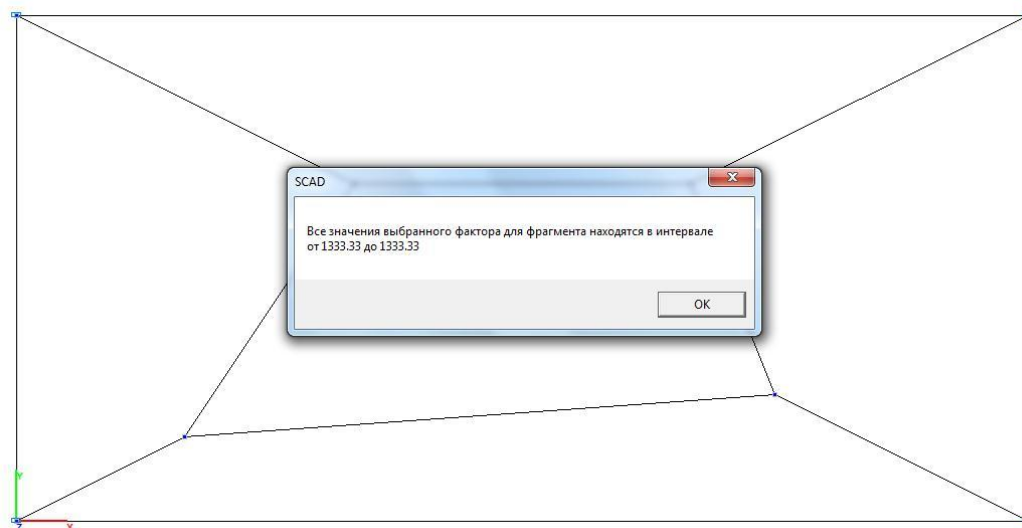 SCAD
Все значения выбранного фактора для фрагмента находятся в интервале
от 1333.33 до 1333.33
OK
Y
Z
X